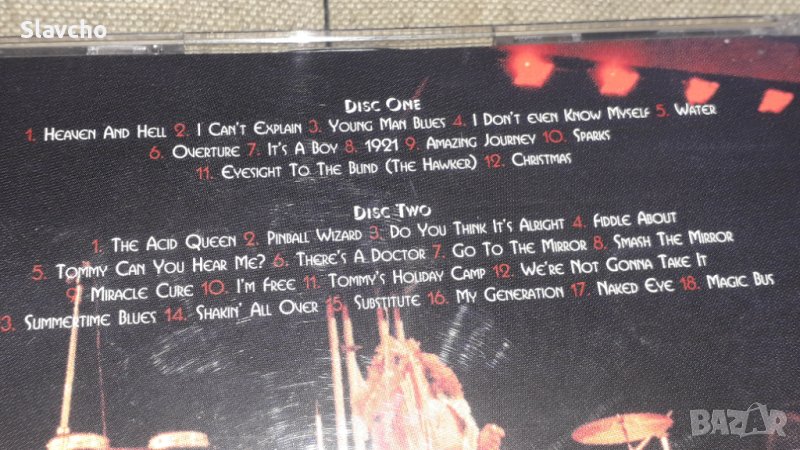 Slavcho
Disc One
1. Heaven And Hell 2. I Can't Explain 3. Young Man Blues 4. I Don't even Know Myself 5. Water
6. Overture 7. It's A Boy 8. 1921 9. Amazing Journey 10. Sparks
11. Eyesight To The Blind (The Hawker) 12. Christmas
Disc Two
1. The Acid Queen 2. Pinball Wizard 3. Do You Think It's Alright 4. Fiddle About
5. Tommy Can You Hear Me? 6. There's A Doctor 7. Go To The Mirror 8. Smash The Mirror
9. Miracle Cure 10. I'm Free 11. Tommy's Holiday Camp 12. We're Not Gonna Take It
3. Summertime Blues 14. Shakin' All Over 15. Substitute 16. My Generation 17. Naked Eye 18. Magic Bus
BAZAR